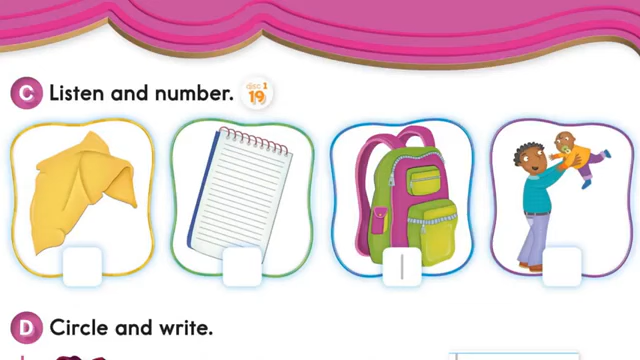 C Listen and number. disc 1
19
1
D Circle and write.